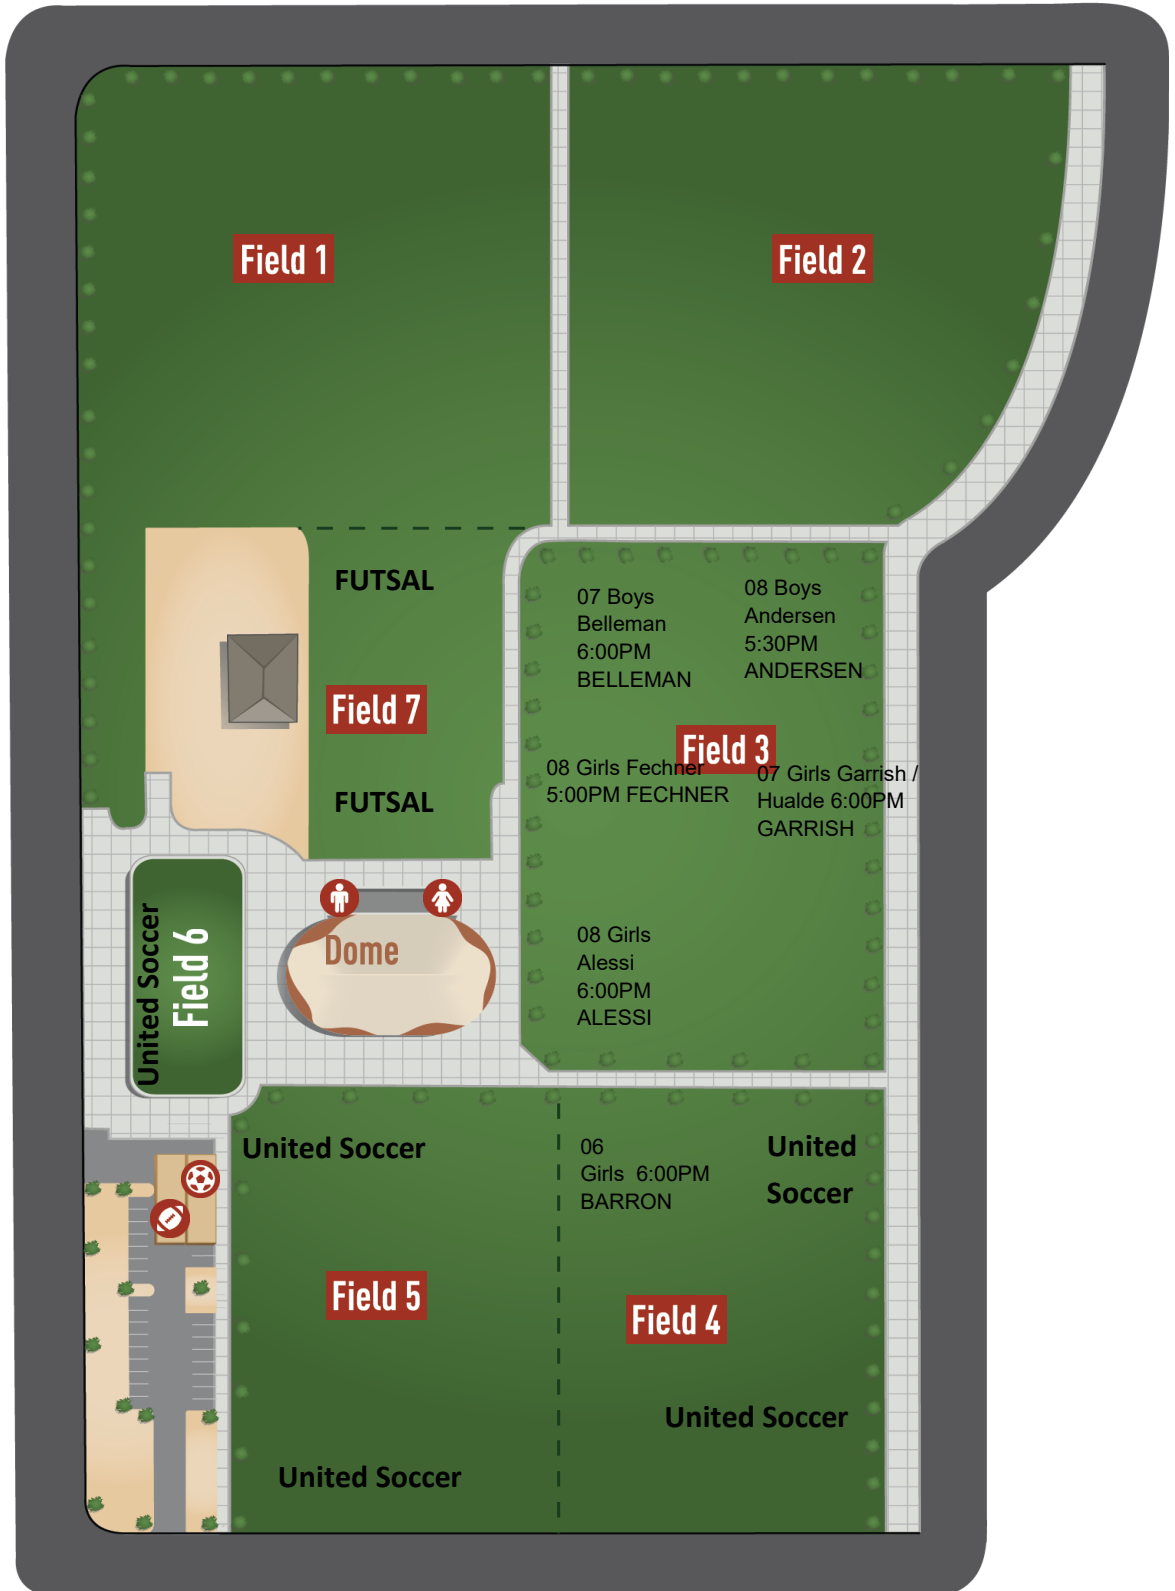 Field 1
Field 2
FUTSAL
Field 7
FUTSAL
07 Boys
Belleman
6:00PM
BELLEMAN
08 Boys
Andersen
5:30PM
ANDERSEN
Field 3
08 Girls Fechner
5:00PM FECHNER
07 Girls Garrish /
Hualde 6:00PM
GARRISH
08 Girls
Alessi
6:00PM
ALESSI
United Soccer
Field 6
Dome
United Soccer
Field 5
United Soccer
06
Girls  6:00PM
BARRON
United
Soccer
Field 4
United Soccer